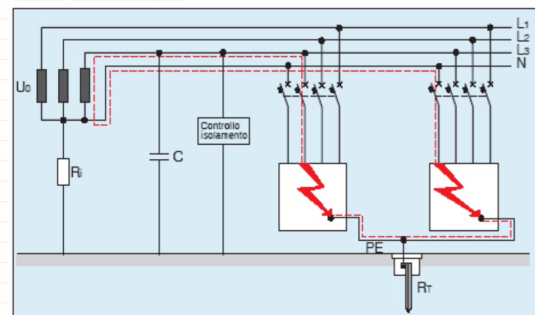 L1
L2
L3
N
U0
Controllo
isolamento
C
Ri
PE
RT